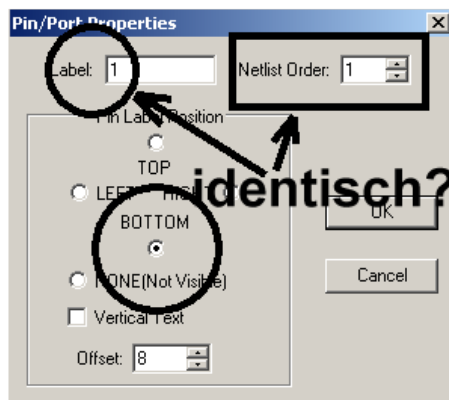 Pin/Port Properties
Label: 1
Netlist Order: 1
Pin Label Position
TOP
LEFT RIGHT
identisch?
BOTTOM
OK
NONE(Not Visible)
Cancel
Vertical Text
Offset: 8